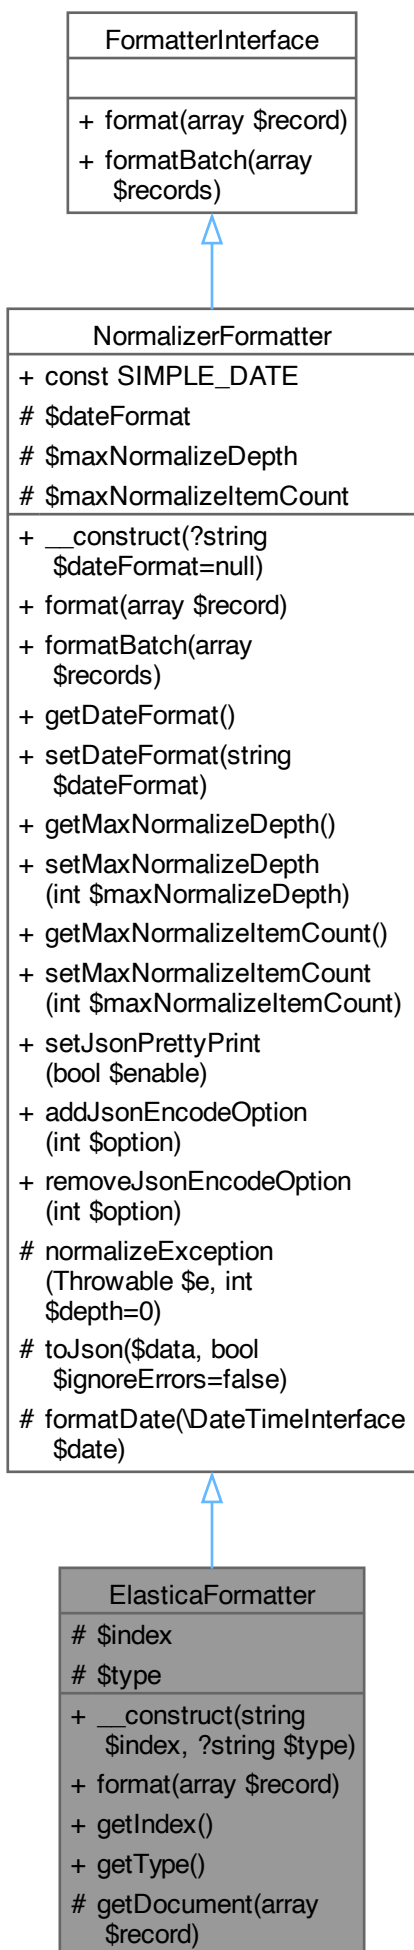 FormatterInterface
+ format(array $record)
+ formatBatch(array
$records)
NormalizerFormatter
+ const SIMPLE_DATE
# $dateFormat
# $maxNormalizeDepth
# $maxNormalizeItemCount
+ __construct(?string
$dateFormat=null)
+ format(array $record)
+ formatBatch(array
$records)
+ getDateFormat()
+ setDateFormat(string
$dateFormat)
+ getMaxNormalizeDepth()
+ setMaxNormalizeDepth
(int $maxNormalizeDepth)
+ getMaxNormalizeItemCount()
+ setMaxNormalizeItemCount
(int $maxNormalizeItemCount)
+ setJsonPrettyPrint
(bool $enable)
+ addJsonEncodeOption
(int $option)
+ removeJsonEncodeOption
(int $option)
# normalizeException
(Throwable $e, int
$depth=0)
# toJson($data, bool
$ignoreErrors=false)
# formatDate(\DateTimeInterface
$date)
ElasticaFormatter
# $index
# $type
+ __construct(string
$index, ?string $type)
+ format(array $record)
+ getIndex()
+ getType()
# getDocument(array
$record)